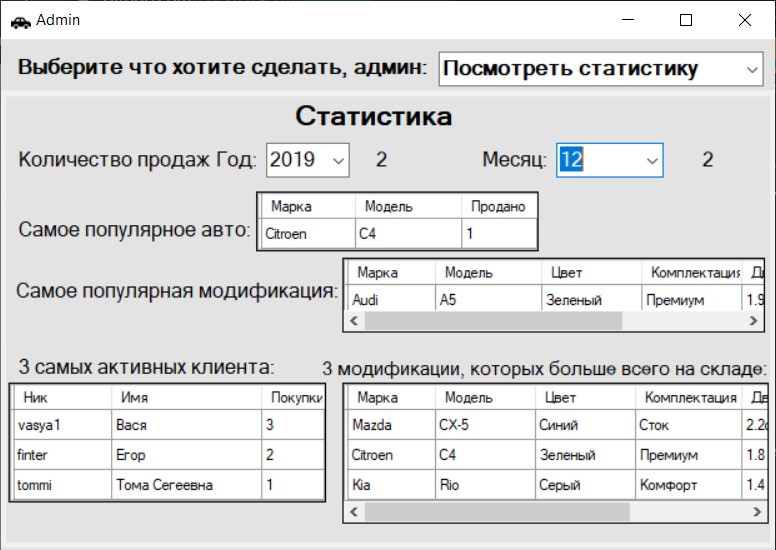 Admin
Выберите что хотите сделать, админ: Посмотреть статистику
Статистика
Количество продаж Год: 2019 2 Месяц: 12 2
Марка Модель Продано
Самое популярное авто: Citroen C4 1
Марка Модель Цвет Комплектация Дв
Самое популярная модификация: Audi A5 Зеленый Премиум 1.9
3 самых активных клиента:
Ник Имя Покупки
vasya1 Вася 3
finter Егор 2
tommi Тома Сегеевна 1
3 модификации, которых больше всего на складе:
Марка Модель Цвет Комплектация Дв
Mazda CX-5 Синий Сток 2.2
Citroen C4 Зеленый Премиум 1.8
Kia Rio Серый Комфорт 1.4